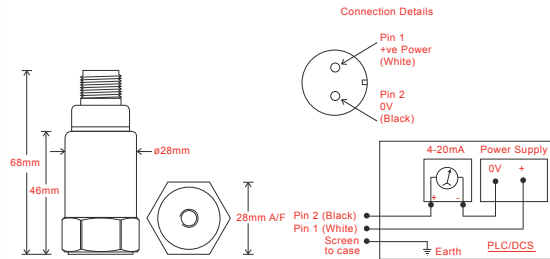 Connection Details
Pin 1
+ve Power
(White)
Pin 2
0V
(Black)
68mm
46mm
ø28mm
28mm A/F
4-20mA
Power Supply
0V
+
+
-
Pin 2 (Black)
Pin 1 (White)
Screen
to case
Earth
PLC/DCS